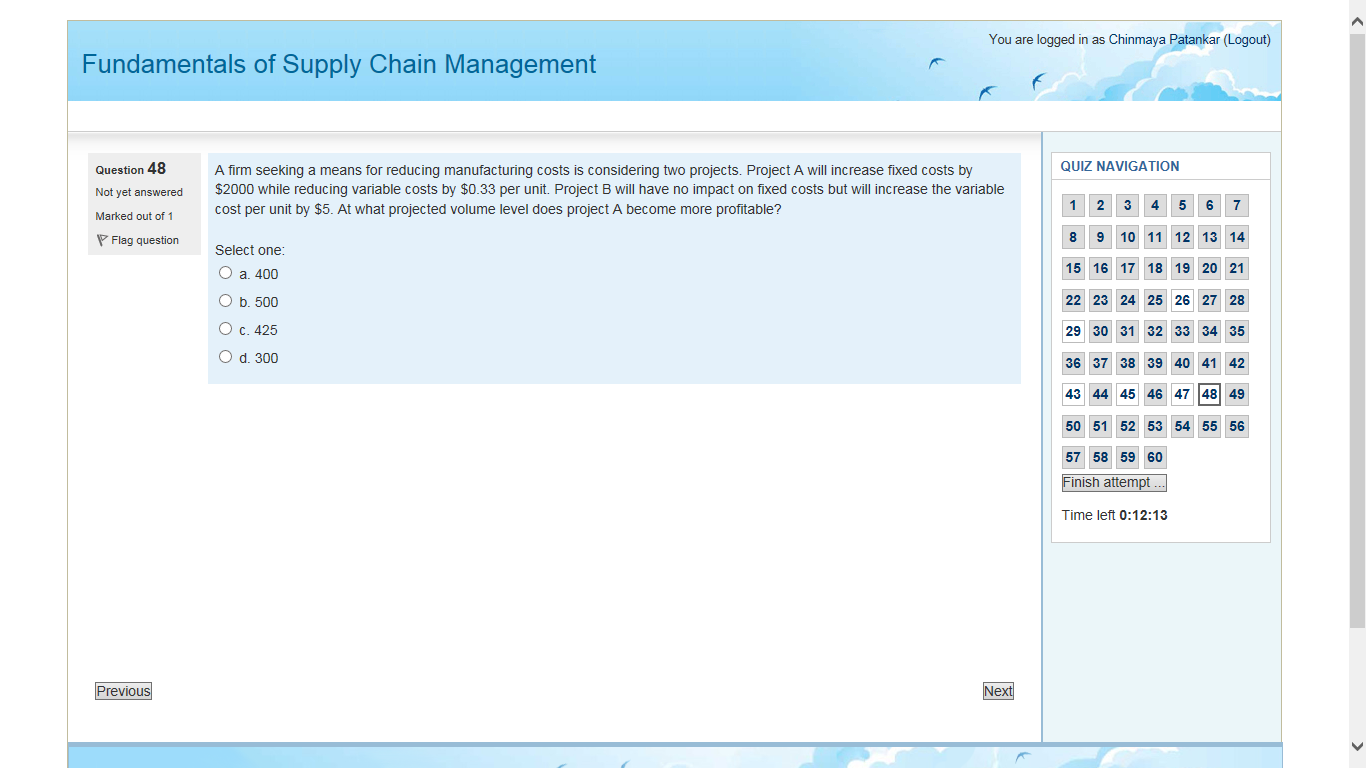 You are logged in as Chinmaya Patankar (Logout)
Fundamentals of Supply Chain Management
Question 48
Not yet answered
Marked out of 1
Flag question
A firm seeking a means for reducing manufacturing costs is considering two projects. Project A will increase fixed costs by
$2000 while reducing variable costs by $0.33 per unit. Project B will have no impact on fixed costs but will increase the variable
cost per unit by $5. At what projected volume level does project A become more profitable?
Select one:
a. 400
b. 500
c. 425
d. 300
Previous
Next
QUIZ NAVIGATION
1 2 3 4 5 6 7
8 9 10 11 12 13 14
15 16 17 18 19 20 21
22 23 24 25 26 27 28
29 30 31 32 33 34 35
36 37 38 39 40 41 42
43 44 45 46 47 48 49
50 51 52 53 54 55 56
57 58 59 60
Finish attempt ...
Time left 0:12:13